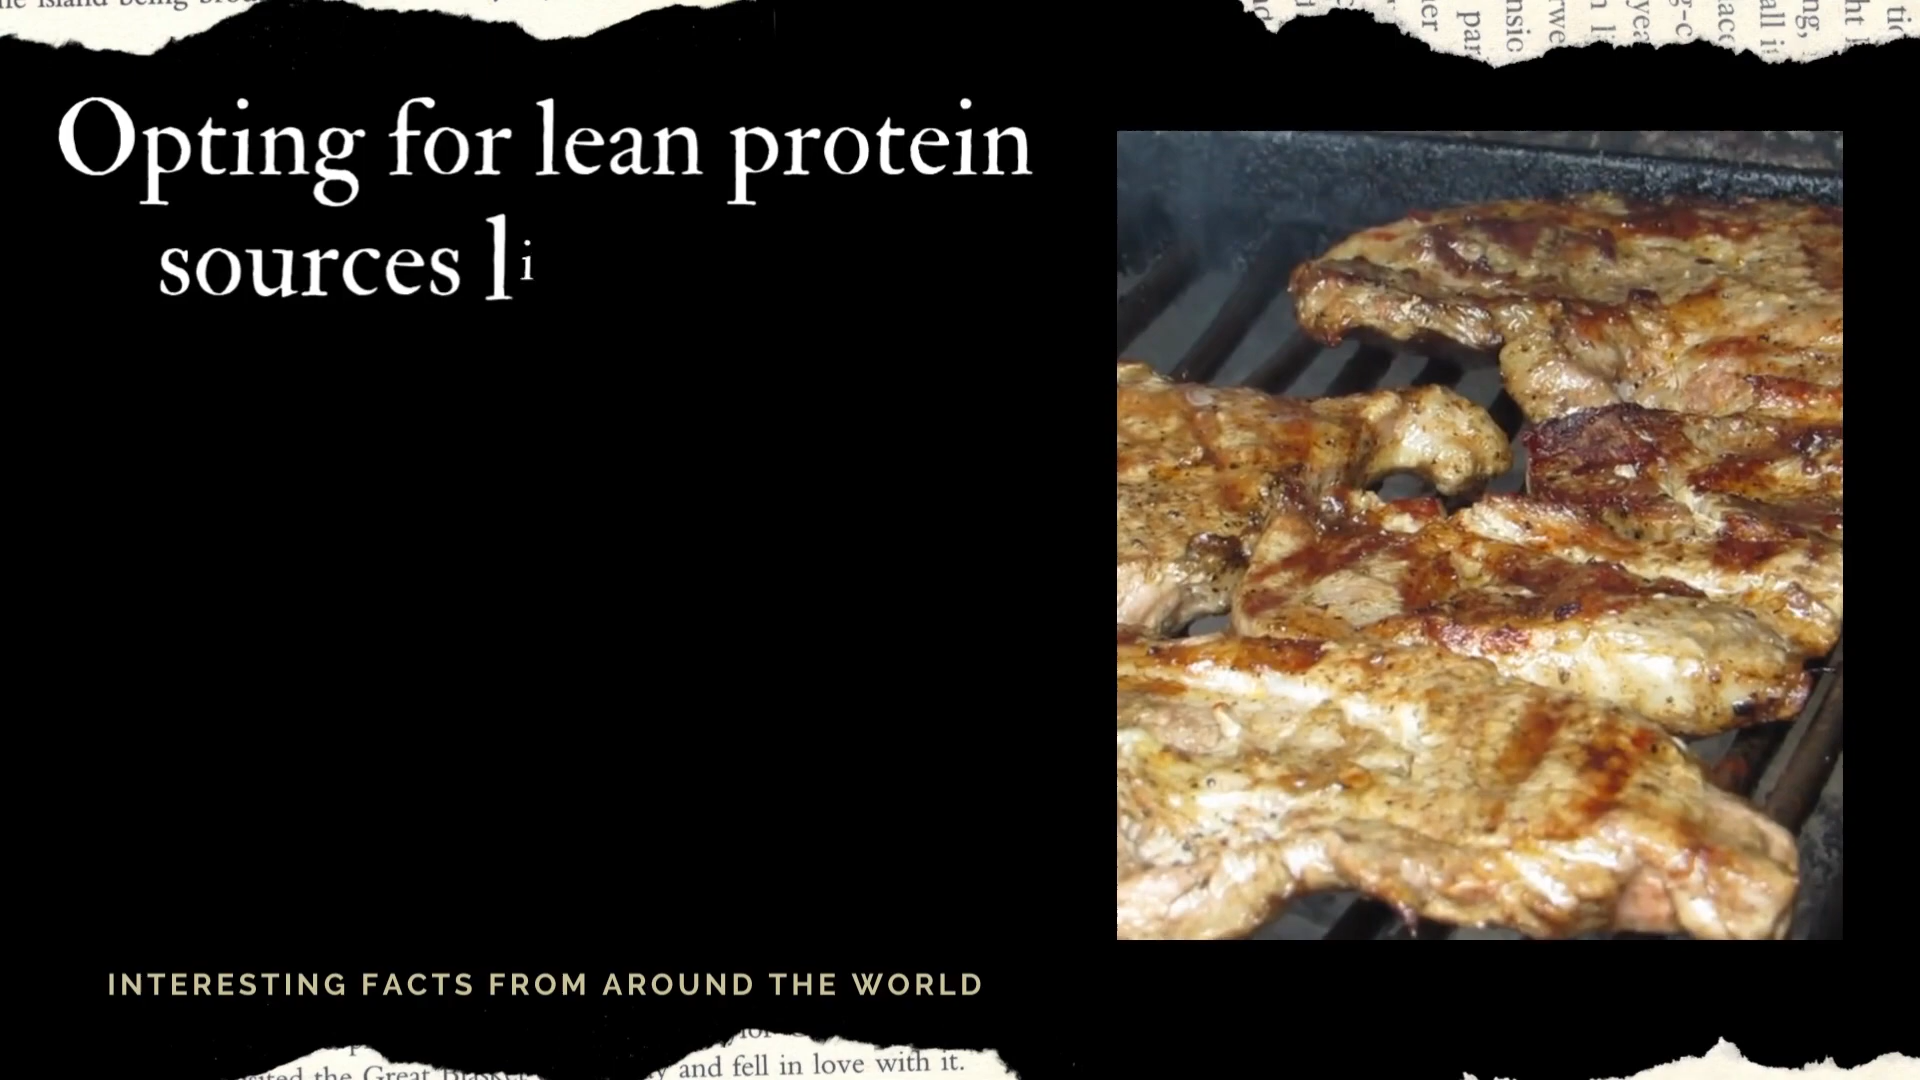 Opting for lean protein
sources li
INTERESTING FACTS FROM AROUND THE WORLD
and fell in love with it.